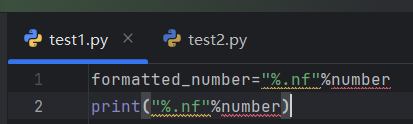 test1.py × test2.py
1 formatted_number="%.nf"%number
2 print("%.nf"%number)